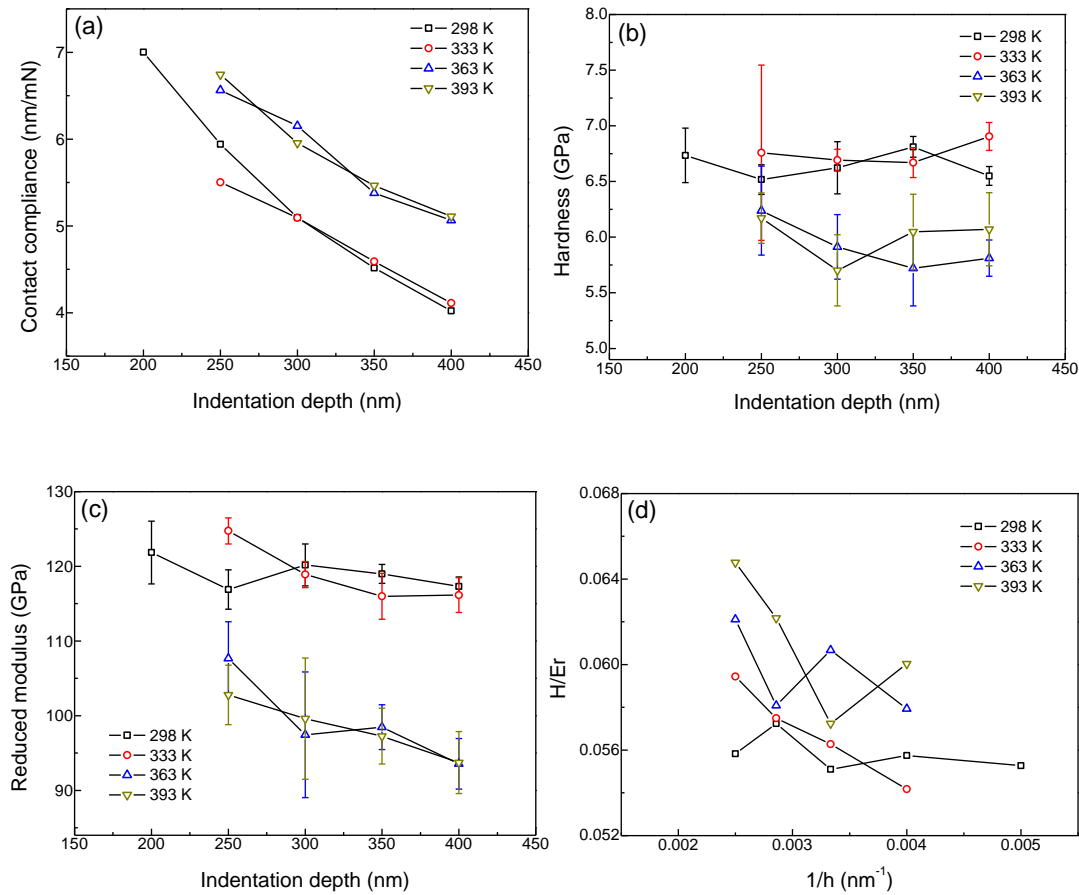 (a)
298 K
333 K
363 K
393 K
7
6
5
4
150 200 250 300 350 400 450
Contact compliance (nm/mN)
Indentation depth (nm)
(b)
298 K
333 K
363 K
393 K
8.0
7.5
7.0
6.5
6.0
5.5
5.0
150 200 250 300 350 400 450
Hardness (GPa)
Indentation depth (nm)
(c)
130
120
110
100
90
298 K
333 K
363 K
393 K
150 200 250 300 350 400 450
Reduced modulus (GPa)
Indentation depth (nm)
(d)
298 K
333 K
363 K
393 K
0.068
0.064
0.060
0.056
0.052
0.002 0.003 0.004 0.005
H/Er
1/h (nm⁻¹)